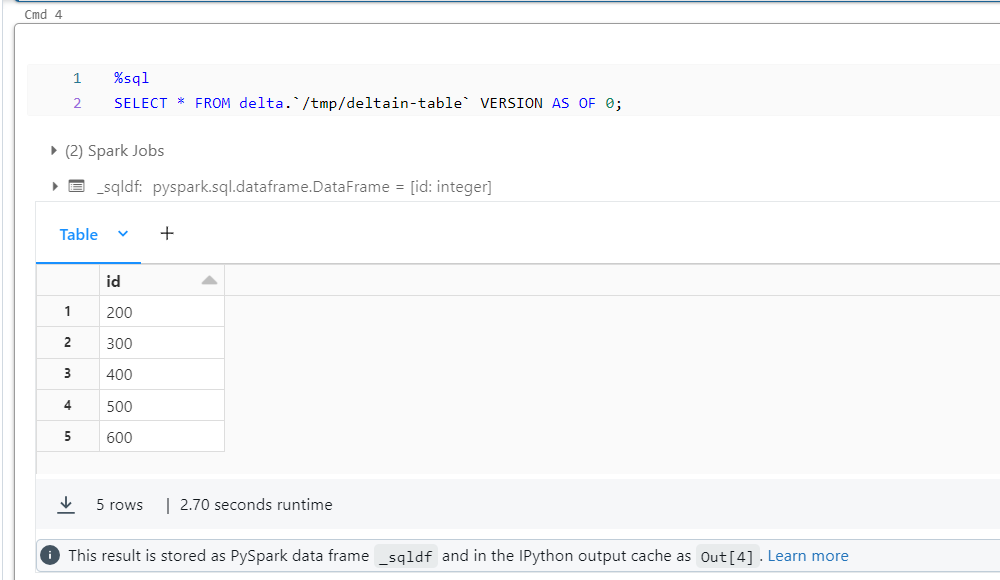 Cmd 4
1 %sql
2 SELECT * FROM delta.`/tmp/deltain-table` VERSION AS OF 0;
(2) Spark Jobs
_sqldf: pyspark.sql.dataframe.DataFrame = [id: integer]
Table +
id
1 200
2 300
3 400
4 500
5 600
5 rows | 2.70 seconds runtime
This result is stored as PySpark data frame _sqldf and in the IPython output cache as Out[4]. Learn more